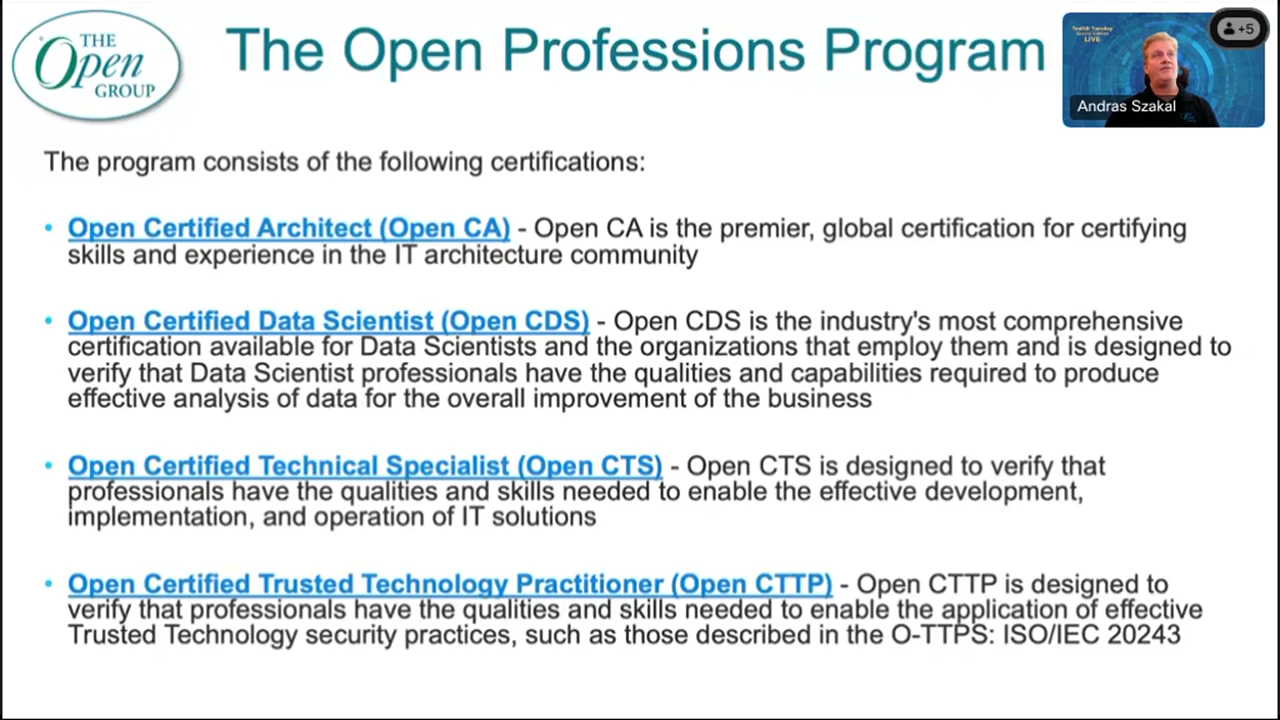 THE
Open
GROUP
The Open Professions Program
Toolkit Tuesday
Special Edition
LIVE
+5
Andras Szakal
The program consists of the following certifications:
• Open Certified Architect (Open CA) - Open CA is the premier, global certification for certifying
skills and experience in the IT architecture community
• Open Certified Data Scientist (Open CDS) - Open CDS is the industry's most comprehensive
certification available for Data Scientists and the organizations that employ them and is designed to
verify that Data Scientist professionals have the qualities and capabilities required to produce
effective analysis of data for the overall improvement of the business
• Open Certified Technical Specialist (Open CTS) - Open CTS is designed to verify that
professionals have the qualities and skills needed to enable the effective development,
implementation, and operation of IT solutions
• Open Certified Trusted Technology Practitioner (Open CTTP) - Open CTTP is designed to
verify that professionals have the qualities and skills needed to enable the application of effective
Trusted Technology security practices, such as those described in the O-TTPS: ISO/IEC 20243